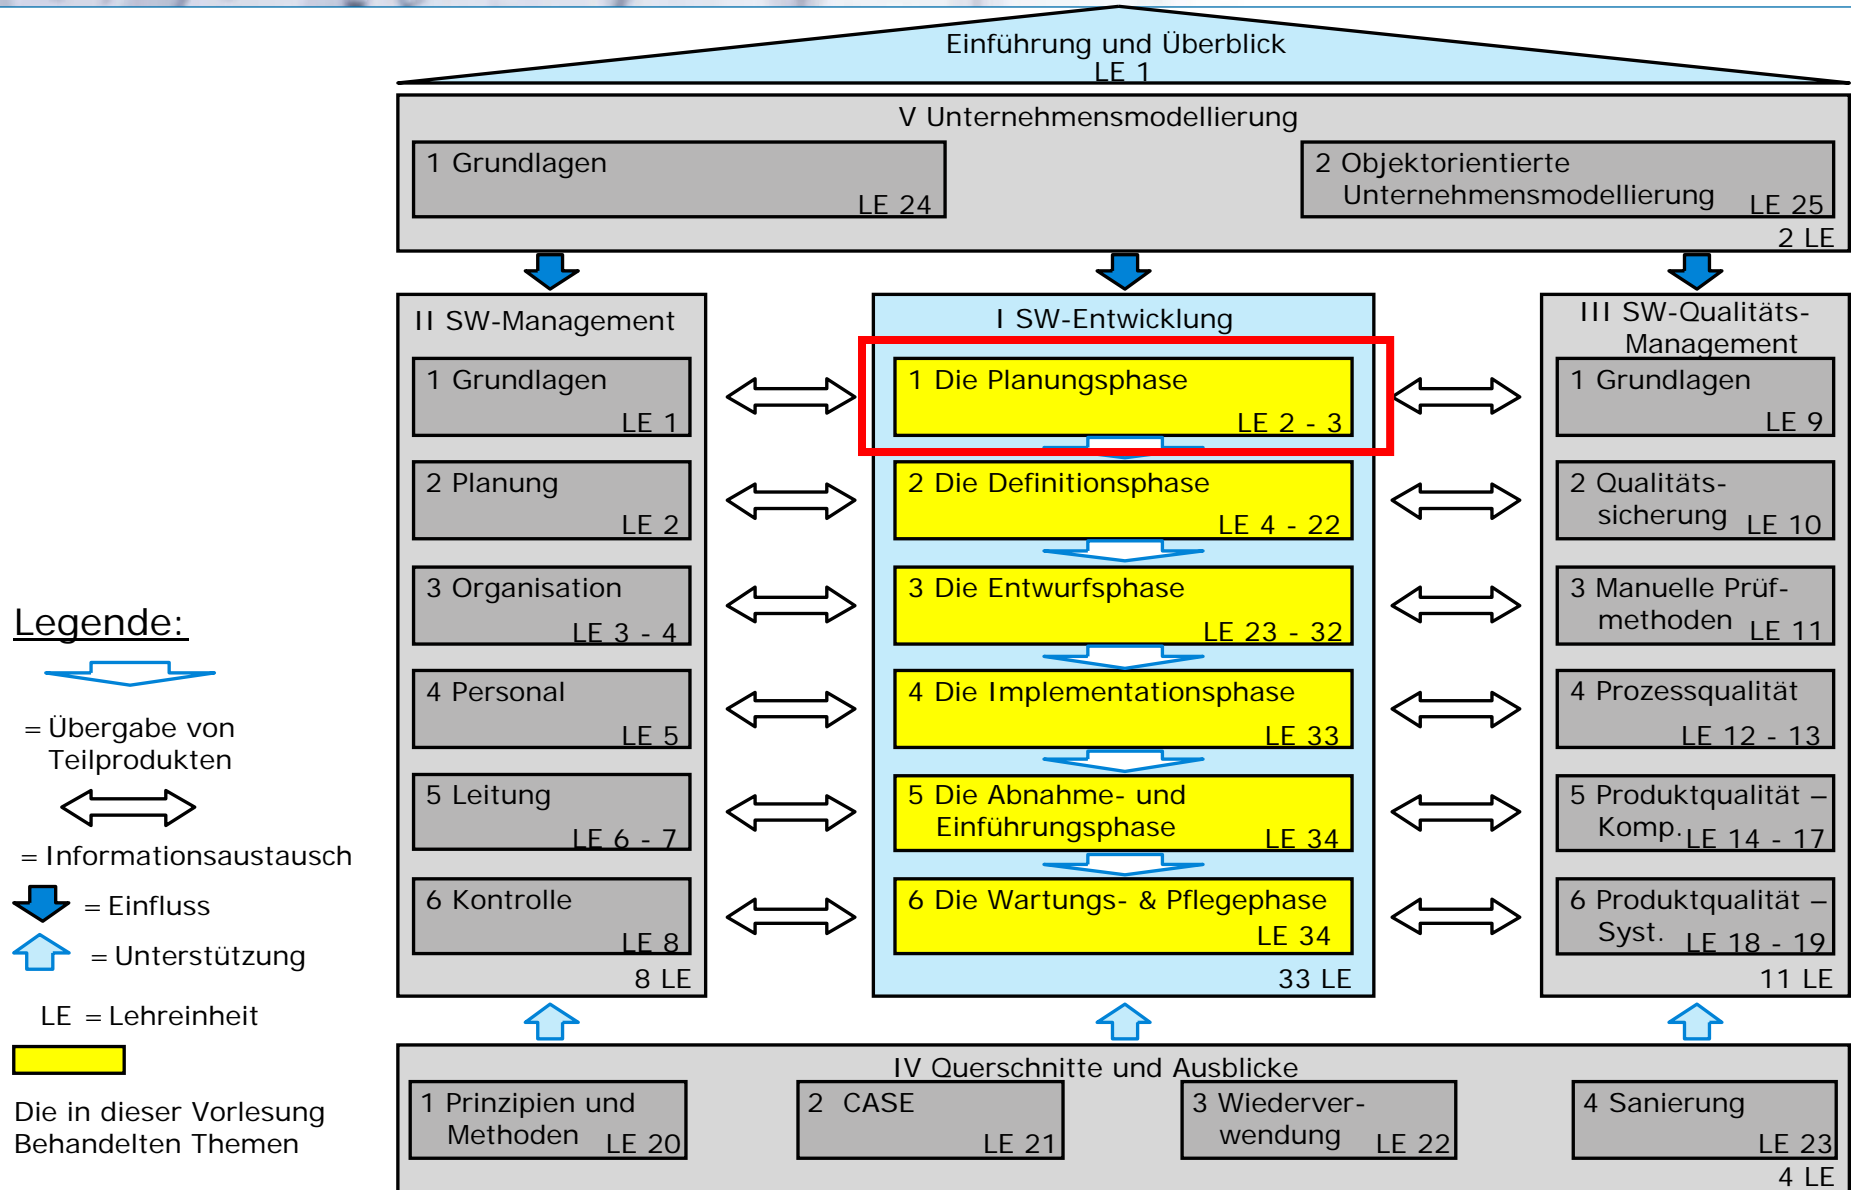 Einführung und Überblick
LE 1
V Unternehmensmodellierung
1 Grundlagen
LE 24
2 Objektorientierte
Unternehmensmodellierung
LE 25
2 LE
II SW-Management
1 Grundlagen
LE 1
2 Planung
LE 2
3 Organisation
LE 3 - 4
4 Personal
LE 5
5 Leitung
LE 6 - 7
6 Kontrolle
LE 8
8 LE
I SW-Entwicklung
1 Die Planungsphase
LE 2 - 3
2 Die Definitionsphase
LE 4 - 22
3 Die Entwurfsphase
LE 23 - 32
4 Die Implementationsphase
LE 33
5 Die Abnahme- und
Einführungsphase
LE 34
6 Die Wartungs- & Pflegephase
LE 34
33 LE
III SW-Qualitäts-
Management
1 Grundlagen
LE 9
2 Qualitäts-
sicherung LE 10
3 Manuelle Prüf-
methoden LE 11
4 Prozessqualität
LE 12 - 13
5 Produktqualität –
Komp. LE 14 - 17
6 Produktqualität –
Syst. LE 18 - 19
11 LE
IV Querschnitte und Ausblicke
1 Prinzipien und
Methoden LE 20
2 CASE
LE 21
3 Wiederver-
wendung LE 22
4 Sanierung
LE 23
4 LE
Legende:
= Übergabe von
Teilprodukten
= Informationsaustausch
= Einfluss
= Unterstützung
LE = Lehreinheit
Die in dieser Vorlesung
Behandelten Themen